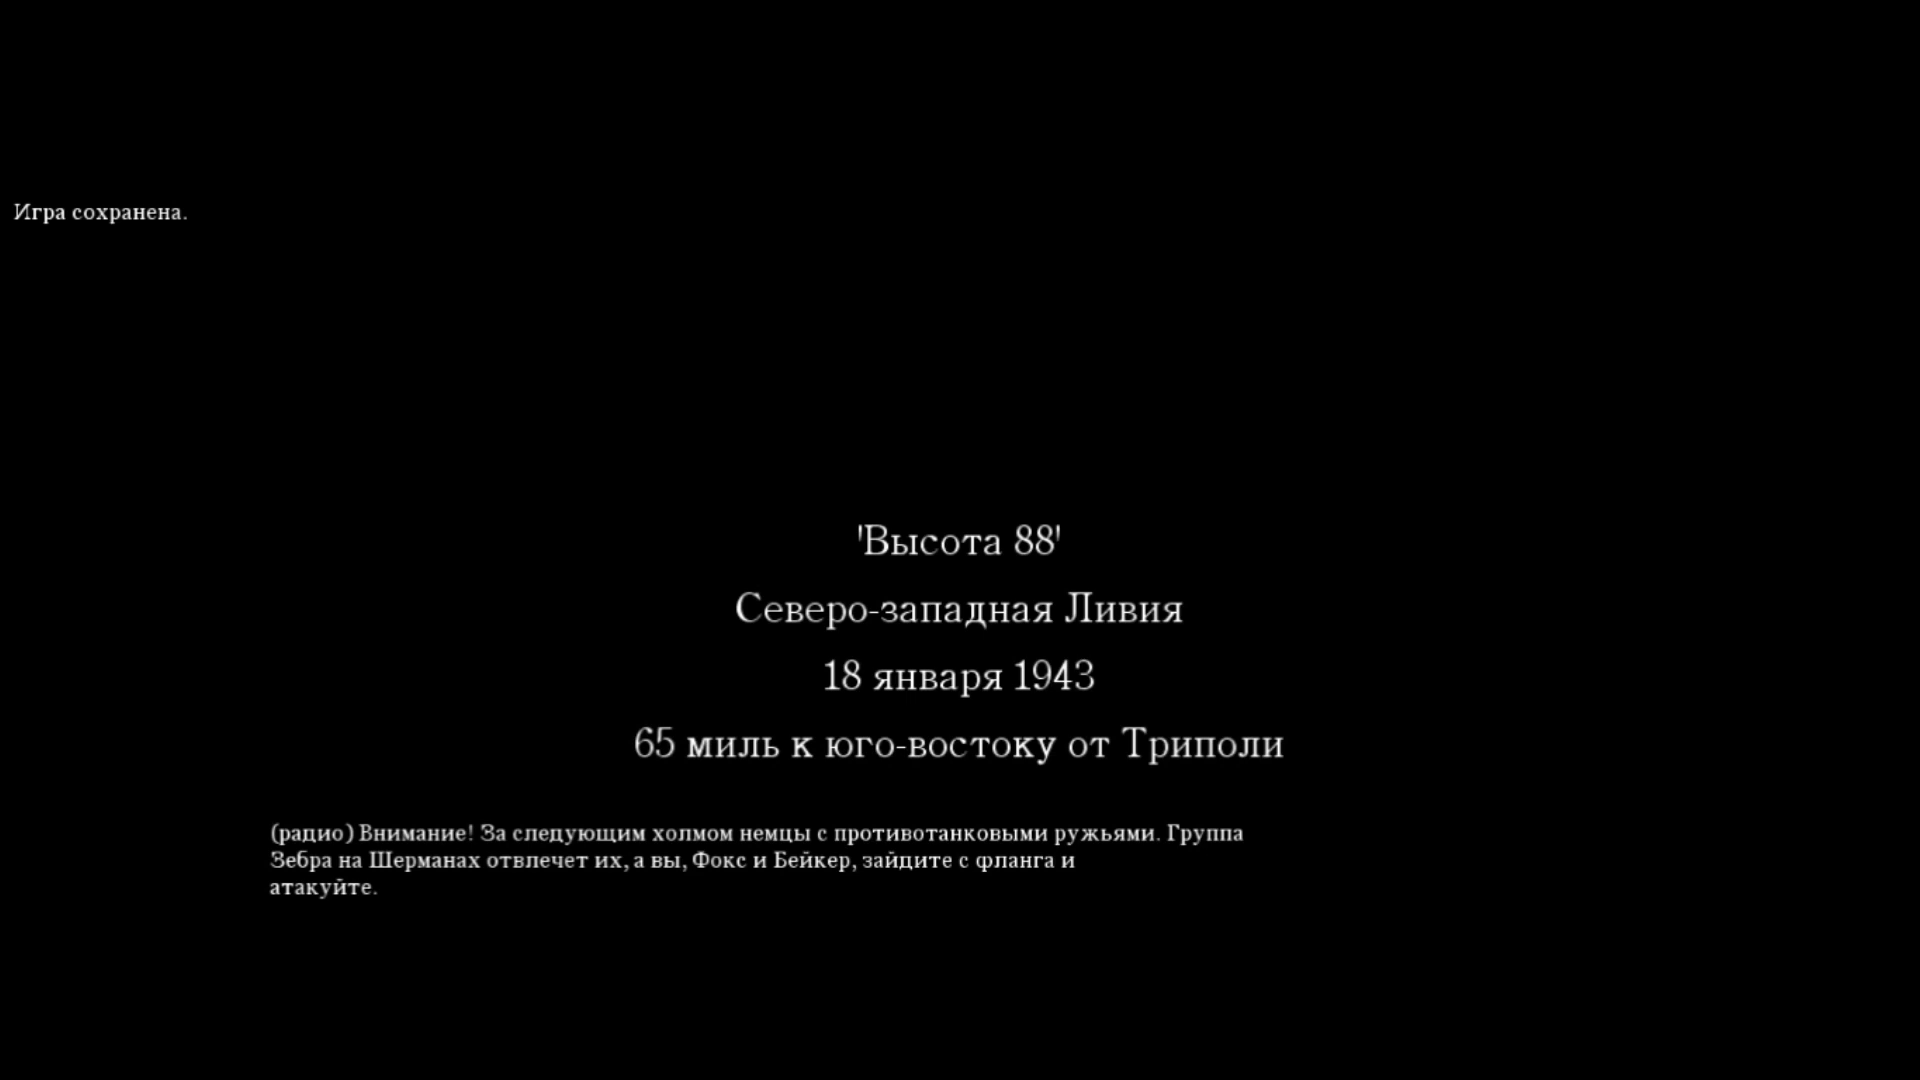 Игра сохранена.
'Высота 88'
Северо-западная Ливия
18 января 1943
65 миль к юго-востоку от Триполи
(радио) Внимание! За следующим холмом немцы с противотанковыми ружьями. Группа
Зебра на Шерманах отвлечет их, а вы, Фокс и Бейкер, зайдите с фланга и
атакуйте.